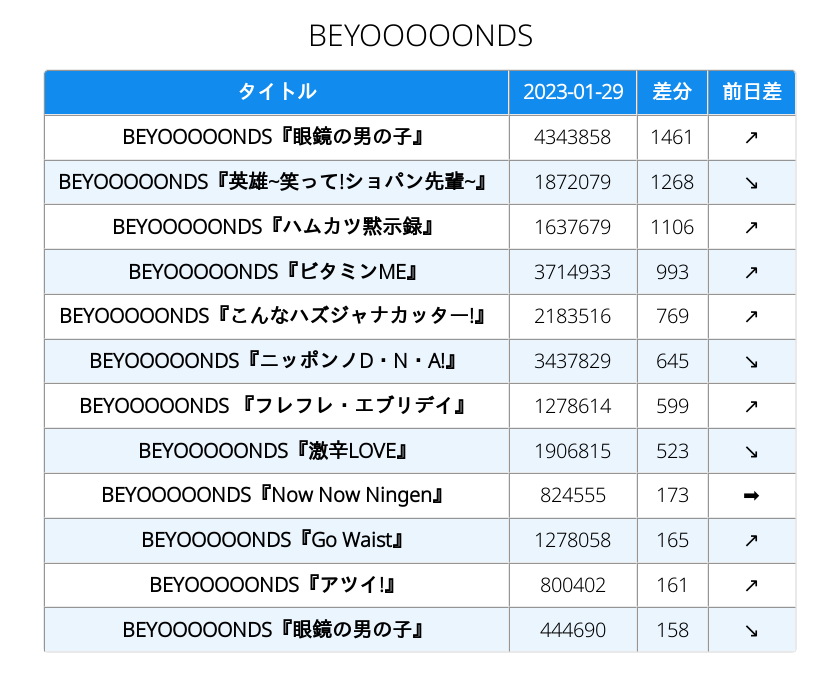 BEYOOOOONDS
タイトル 2023-01-29 差分 前日差
BEYOOOOONDS『眼鏡の男の子』 4343858 1461 ↗
BEYOOOOONDS『英雄~笑って!ショパン先輩~』 1872079 1268 ↘
BEYOOOOONDS『ハムカツ黙示録』 1637679 1106 ↗
BEYOOOOONDS『ビタミンME』 3714933 993 ↗
BEYOOOOONDS『こんなハズジャナカッター!』 2183516 769 ↗
BEYOOOOONDS『ニッポンノD・N・A!』 3437829 645 ↘
BEYOOOOONDS 『フレフレ・エブリデイ』 1278614 599 ↗
BEYOOOOONDS『激辛LOVE』 1906815 523 ↘
BEYOOOOONDS『Now Now Ningen』 824555 173 ➡
BEYOOOOONDS『Go Waist』 1278058 165 ↗
BEYOOOOONDS『アツイ!』 800402 161 ↗
BEYOOOOONDS『眼鏡の男の子』 444690 158 ↘